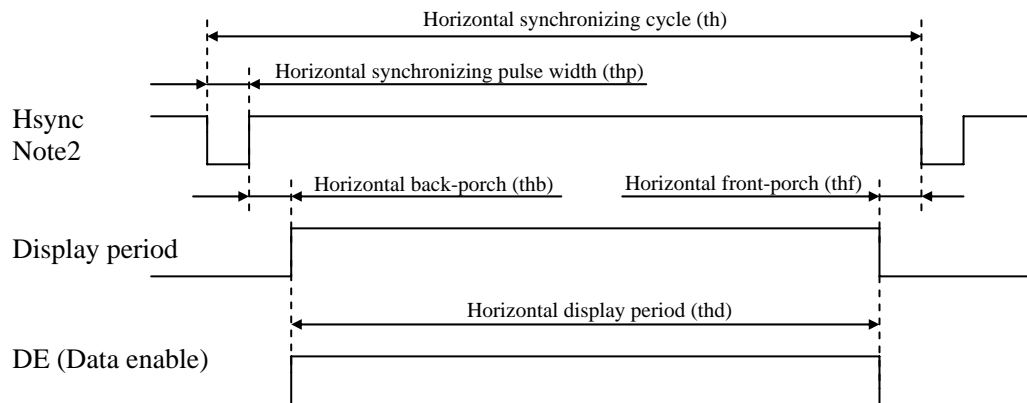 Horizontal synchronizing cycle (th)
Horizontal synchronizing pulse width (thp)
Hsync
Note2
Horizontal back-porch (thb)
Horizontal front-porch (thf)
Display period
Horizontal display period (thd)
DE (Data enable)